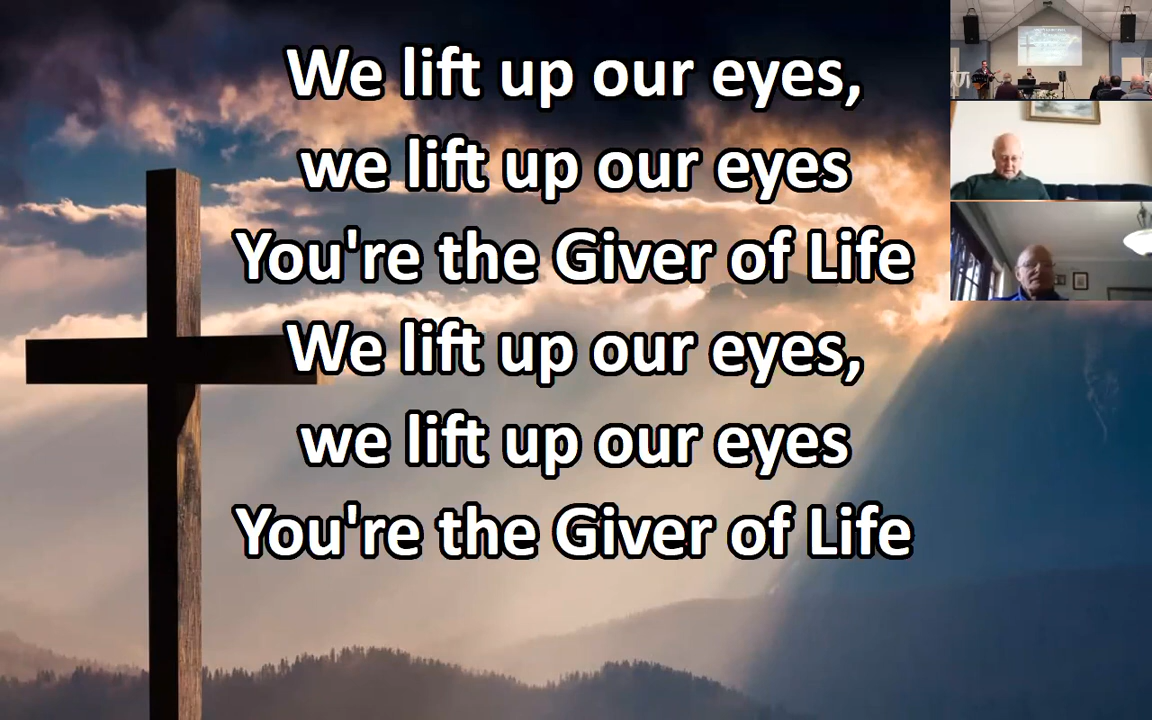 We lift up our eyes,
we lift up our eyes
You're the Giver of Life
We lift up our eyes,
we lift up our eyes
You're the Giver of Life